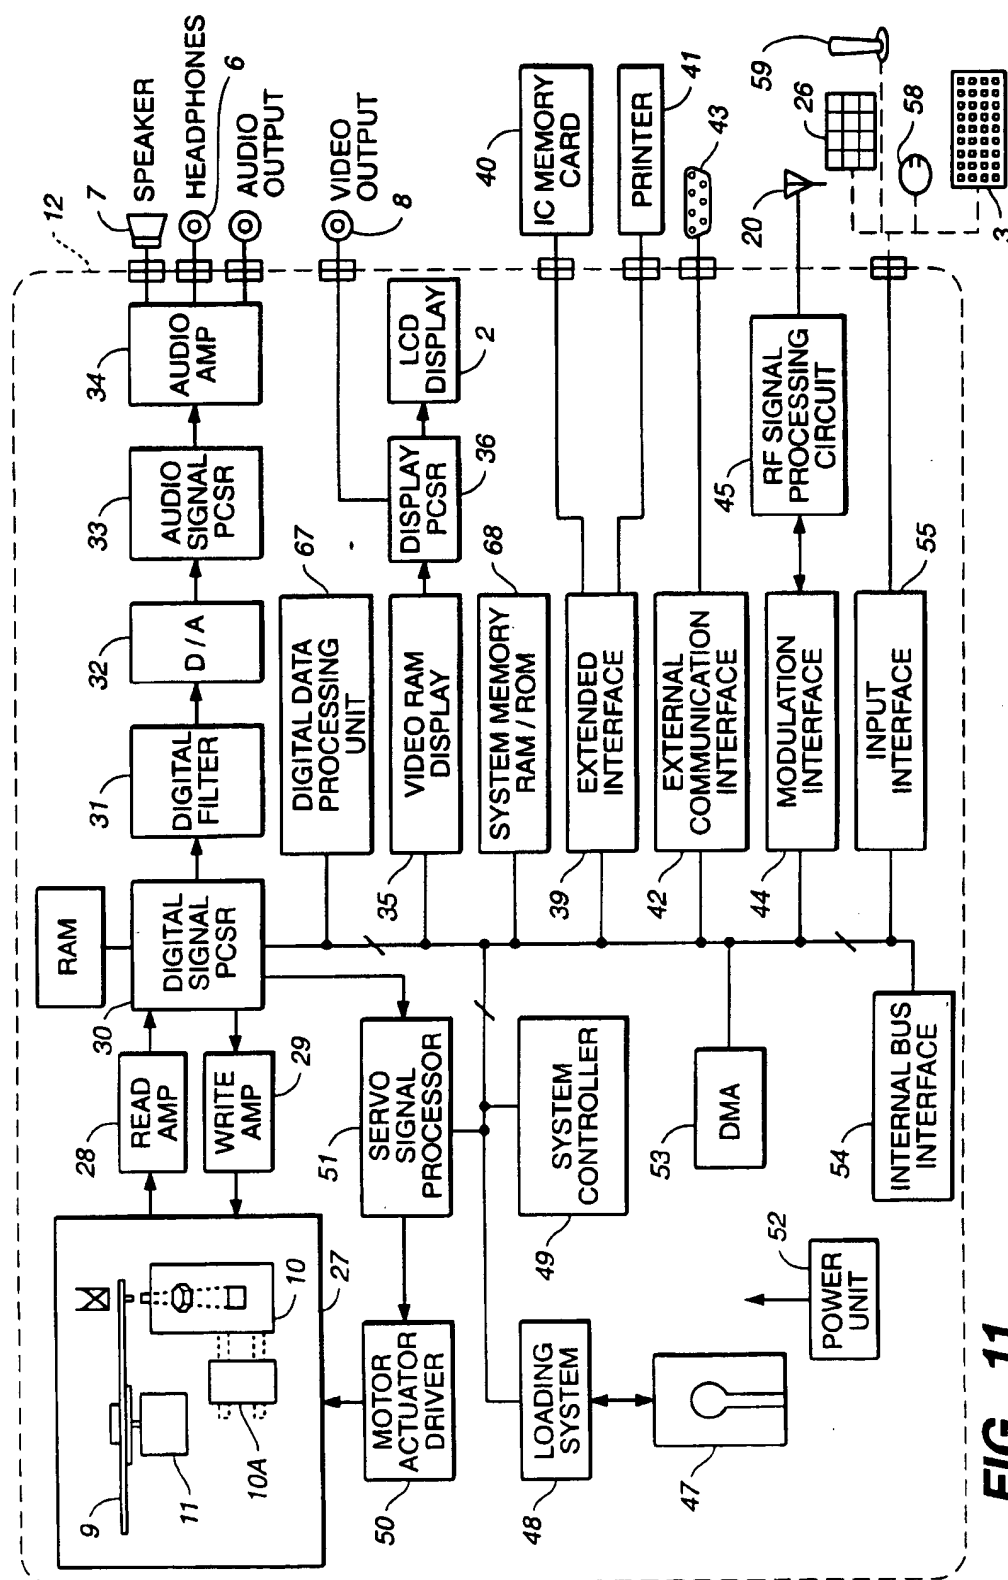 12
7
SPEAKER
HEADPHONES
6
AUDIO
OUTPUT
VIDEO
OUTPUT
8
40
IC MEMORY
CARD
PRINTER
41
43
59
26
20
58
3
34
AUDIO
AMP
33
AUDIO
SIGNAL
PCSR
32
D / A
31
DIGITAL
FILTER
RAM
DIGITAL
SIGNAL
PCSR
30
READ
AMP
28
WRITE
AMP
29
LCD
DISPLAY
2
DISPLAY
PCSR
36
67
DIGITAL DATA
PROCESSING
UNIT
VIDEO RAM
DISPLAY
35
68
SYSTEM MEMORY
RAM / ROM
EXTENDED
INTERFACE
39
EXTERNAL
COMMUNICATION
INTERFACE
42
MODULATION
INTERFACE
44
RF SIGNAL
PROCESSING
CIRCUIT
45
INPUT
INTERFACE
55
SERVO
SIGNAL
PROCESSOR
51
SYSTEM
CONTROLLER
49
DMA
53
INTERNAL BUS
INTERFACE
54
9
11
10A
10
27
MOTOR
ACTUATOR
DRIVER
50
LOADING
SYSTEM
48
47
POWER
UNIT
52
FIG. 11